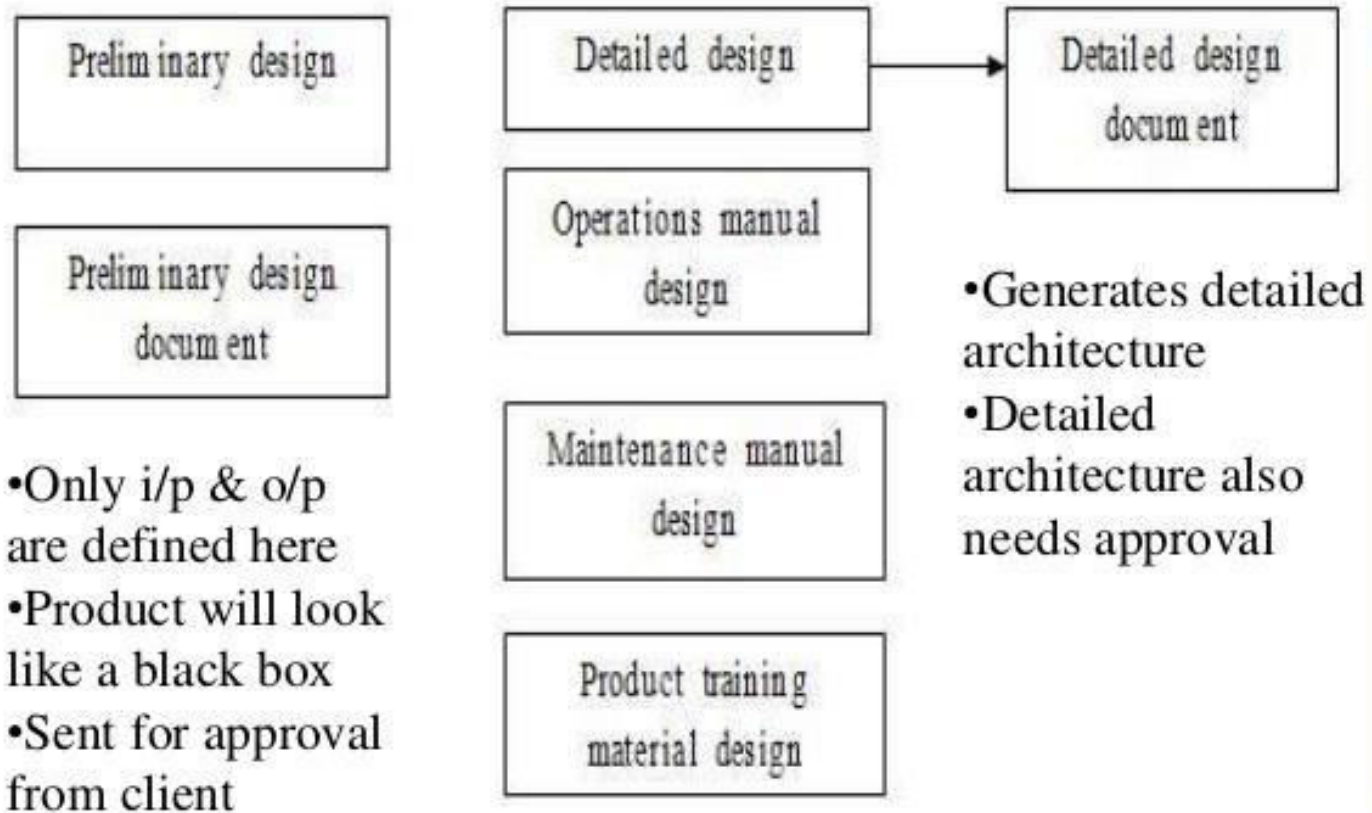 Preliminary design
Preliminary design
document
•Only i/p & o/p
are defined here
•Product will look
like a black box
•Sent for approval
from client
Detailed design
Operations manual
design
Maintenance manual
design
Product training
material design
Detailed design
document
•Generates detailed
architecture
•Detailed
architecture also
needs approval